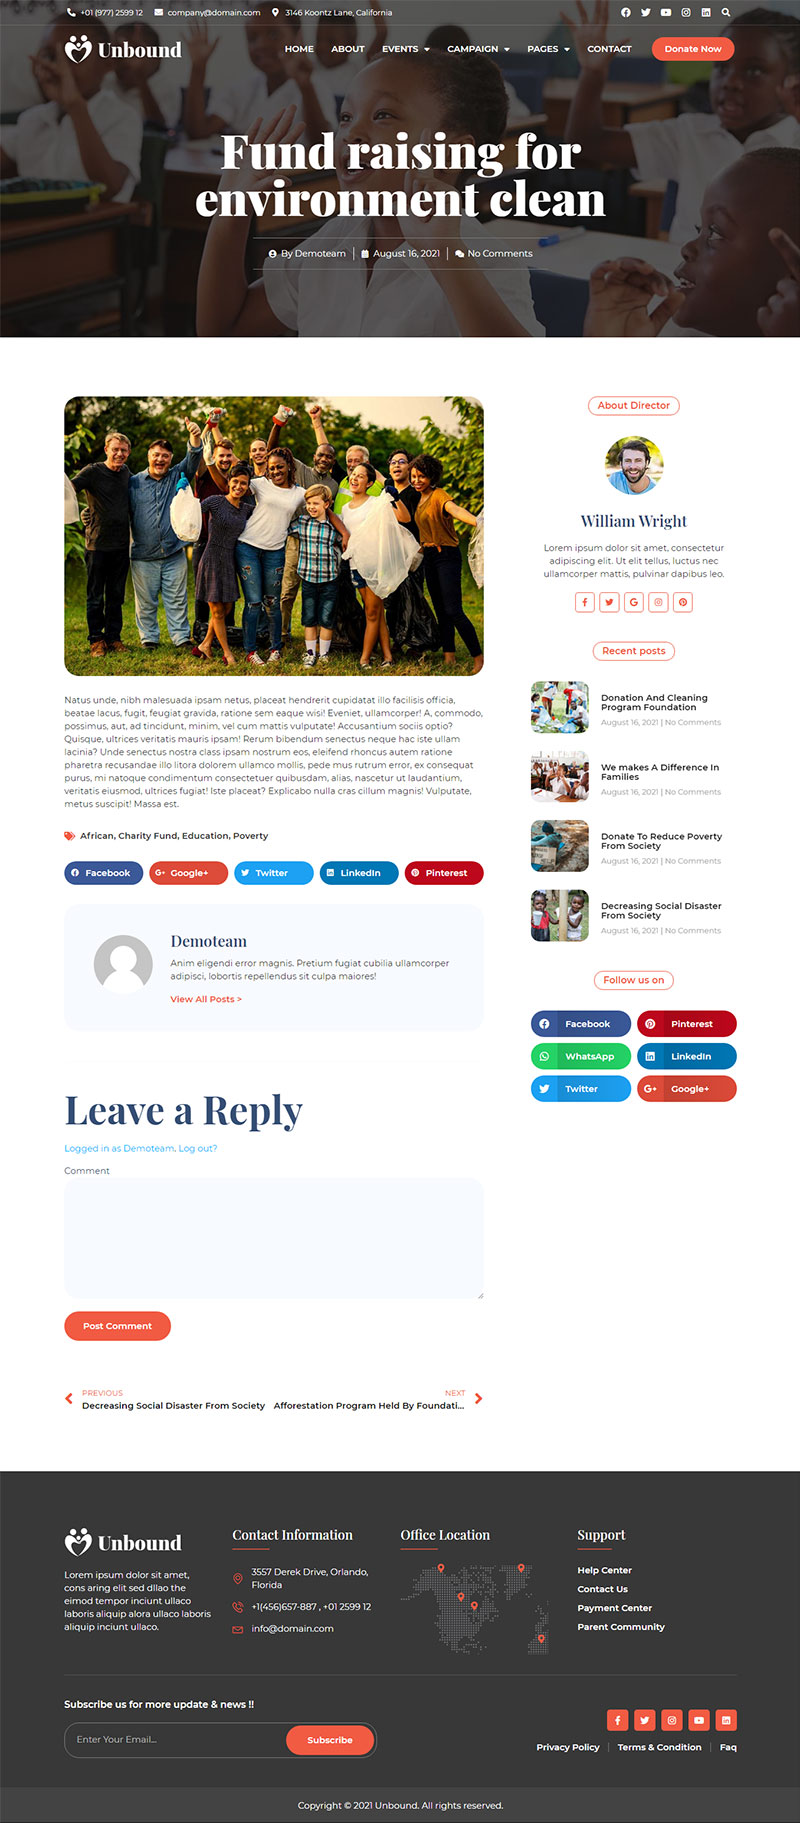 +01 (977) 2599 12 company@domain.com 3146 Koontz Lane, California
Unbound HOME ABOUT EVENTS CAMPAIGN PAGES CONTACT Donate Now
Fund raising for
environment clean
By Demoteam August 16, 2021 No Comments
Natus unde, nibh malesuada ipsam netus, placeat hendrerit cupidatat illo facilisis officia,
beatae lacus, fugit, feugiat gravida, ratione sem eaque wisi! Eveniet, ullamcorper! A, commodo,
possimus, aut, ad tincidunt, minim, vel cum mattis vulputate! Accusantium sociis optio?
Quisque, ultrices veritatis mauris ipsam! Rerum bibendum senectus neque hac iste ullam
lacinia? Unde senectus nostra class ipsam nostrum eos, eleifend rhoncus autem ratione
pharetra recusandae illo litora dolorem ullamco mollis, pede mus rutrum error, ex consequat
purus, mi natoque condimentum consectetuer quibusdam, alias, nascetur ut laudantium,
veritatis eiusmod, ultrices fugiat! Iste placeat? Explicabo nulla cras cillum magnis! Vulputate,
metus suscipit! Massa est.
African, Charity Fund, Education, Poverty
Facebook Google+ Twitter LinkedIn Pinterest
Demoteam
Anim eligendi error magnis. Pretium fugiat cubilia ullamcorper
adipisci, lobortis repellendus sit culpa maiores!
View All Posts >
Leave a Reply
Logged in as Demoteam. Log out?
Comment
Post Comment
PREVIOUS
Decreasing Social Disaster From Society
NEXT
Afforestation Program Held By Foundati...
About Director
William Wright
Lorem ipsum dolor sit amet, consectetur
adipiscing elit. Ut elit tellus, luctus nec
ullamcorper mattis, pulvinar dapibus leo.
Recent posts
Donation And Cleaning
Program Foundation
August 16, 2021 | No Comments
We makes A Difference In
Families
August 16, 2021 | No Comments
Donate To Reduce Poverty
From Society
August 16, 2021 | No Comments
Decreasing Social Disaster
From Society
August 16, 2021 | No Comments
Follow us on
Facebook Pinterest
WhatsApp LinkedIn
Twitter Google+
Unbound
Lorem ipsum dolor sit amet,
cons aring elit sed dllao the
eimod tempor inciunt ullaco
laboris aliquip alora ullaco laboris
aliquip inciunt ullaco.
Contact Information
3557 Derek Drive, Orlando,
Florida
+1(456)657-887 , +01 2599 12
info@domain.com
Office Location
Support
Help Center
Contact Us
Payment Center
Parent Community
Subscribe us for more update & news !!
Enter Your Email... Subscribe
Privacy Policy | Terms & Condition | Faq
Copyright © 2021 Unbound. All rights reserved.